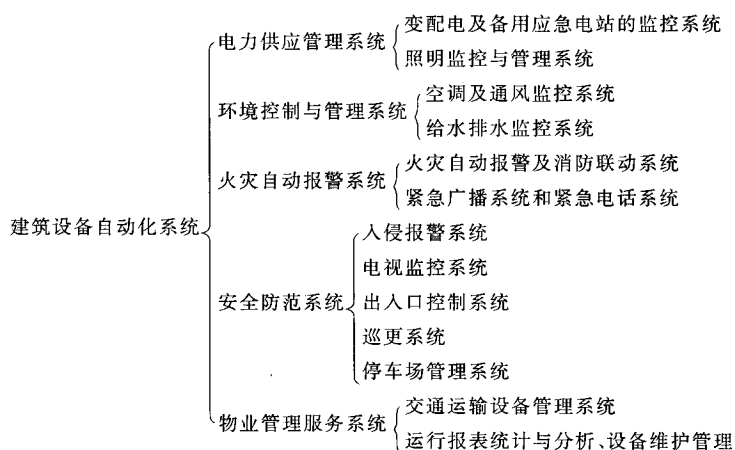 建筑设备自动化系统
电力供应管理系统
变配电及备用应急电站的监控系统
照明监控与管理系统
环境控制与管理系统
空调及通风监控系统
给水排水监控系统
火灾自动报警系统
火灾自动报警及消防联动系统
紧急广播系统和紧急电话系统
安全防范系统
入侵报警系统
电视监控系统
出入口控制系统
巡更系统
停车场管理系统
物业管理服务系统
交通运输设备管理系统
运行报表统计与分析、设备维护管理